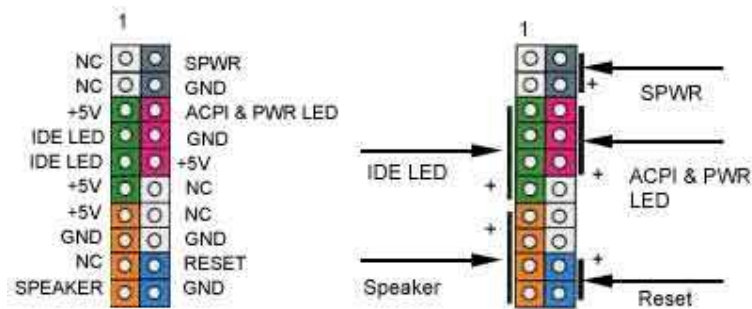 1
NC SPWR
NC GND
+5V ACPI & PWR LED
IDE LED GND
IDE LED +5V
+5V NC
+5V NC
GND GND
NC RESET
SPEAKER GND
1
+
SPWR
IDE LED
+
+
ACPI & PWR
LED
+
Speaker
+
Reset